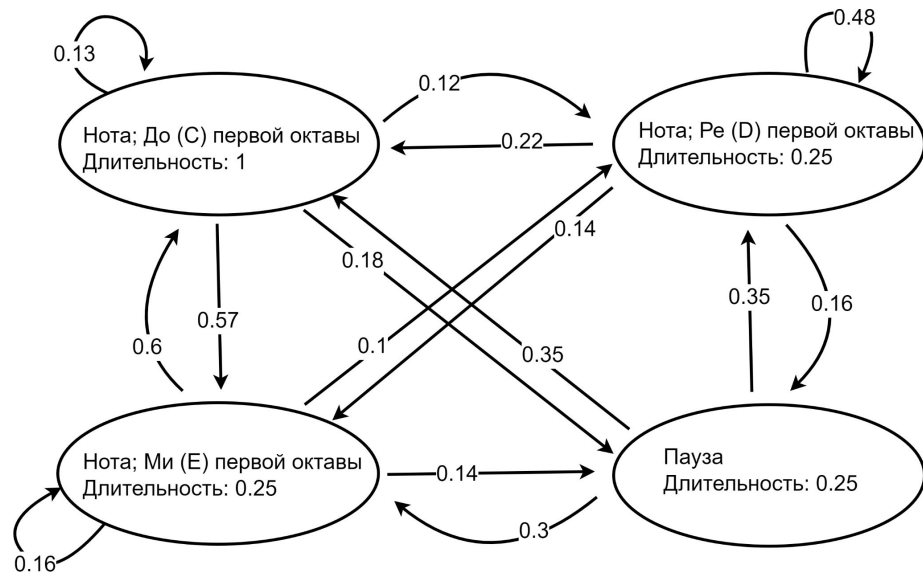 0.13
0.48
0.12
Нота; До (C) первой октавы
Длительность: 1
Нота; Ре (D) первой октавы
Длительность: 0.25
0.22
0.14
0.18
0.35
0.16
0.57
0.6
0.1
0.35
Нота; Ми (E) первой октавы
Длительность: 0.25
Пауза
Длительность: 0.25
0.14
0.3
0.16